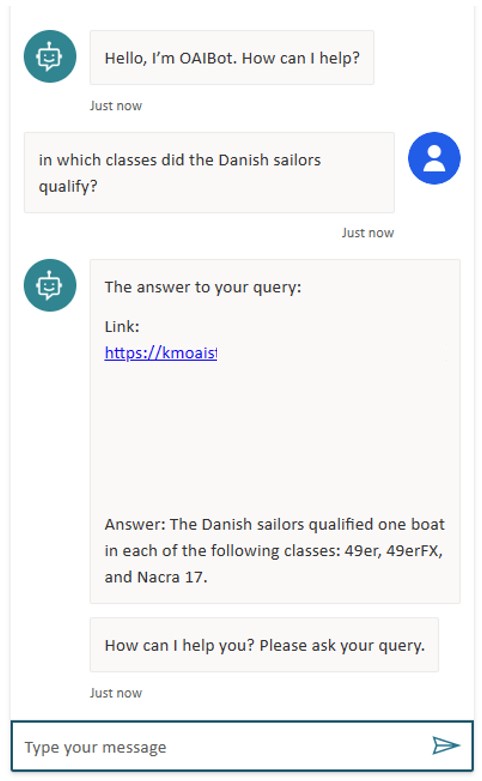 Hello, I'm OAIBot. How can I help?
Just now
in which classes did the Danish sailors
qualify?
Just now
The answer to your query:
Link:
https://kmoaist
Answer: The Danish sailors qualified one boat
in each of the following classes: 49er, 49erFX,
and Nacra 17.
How can I help you? Please ask your query.
Just now
Type your message